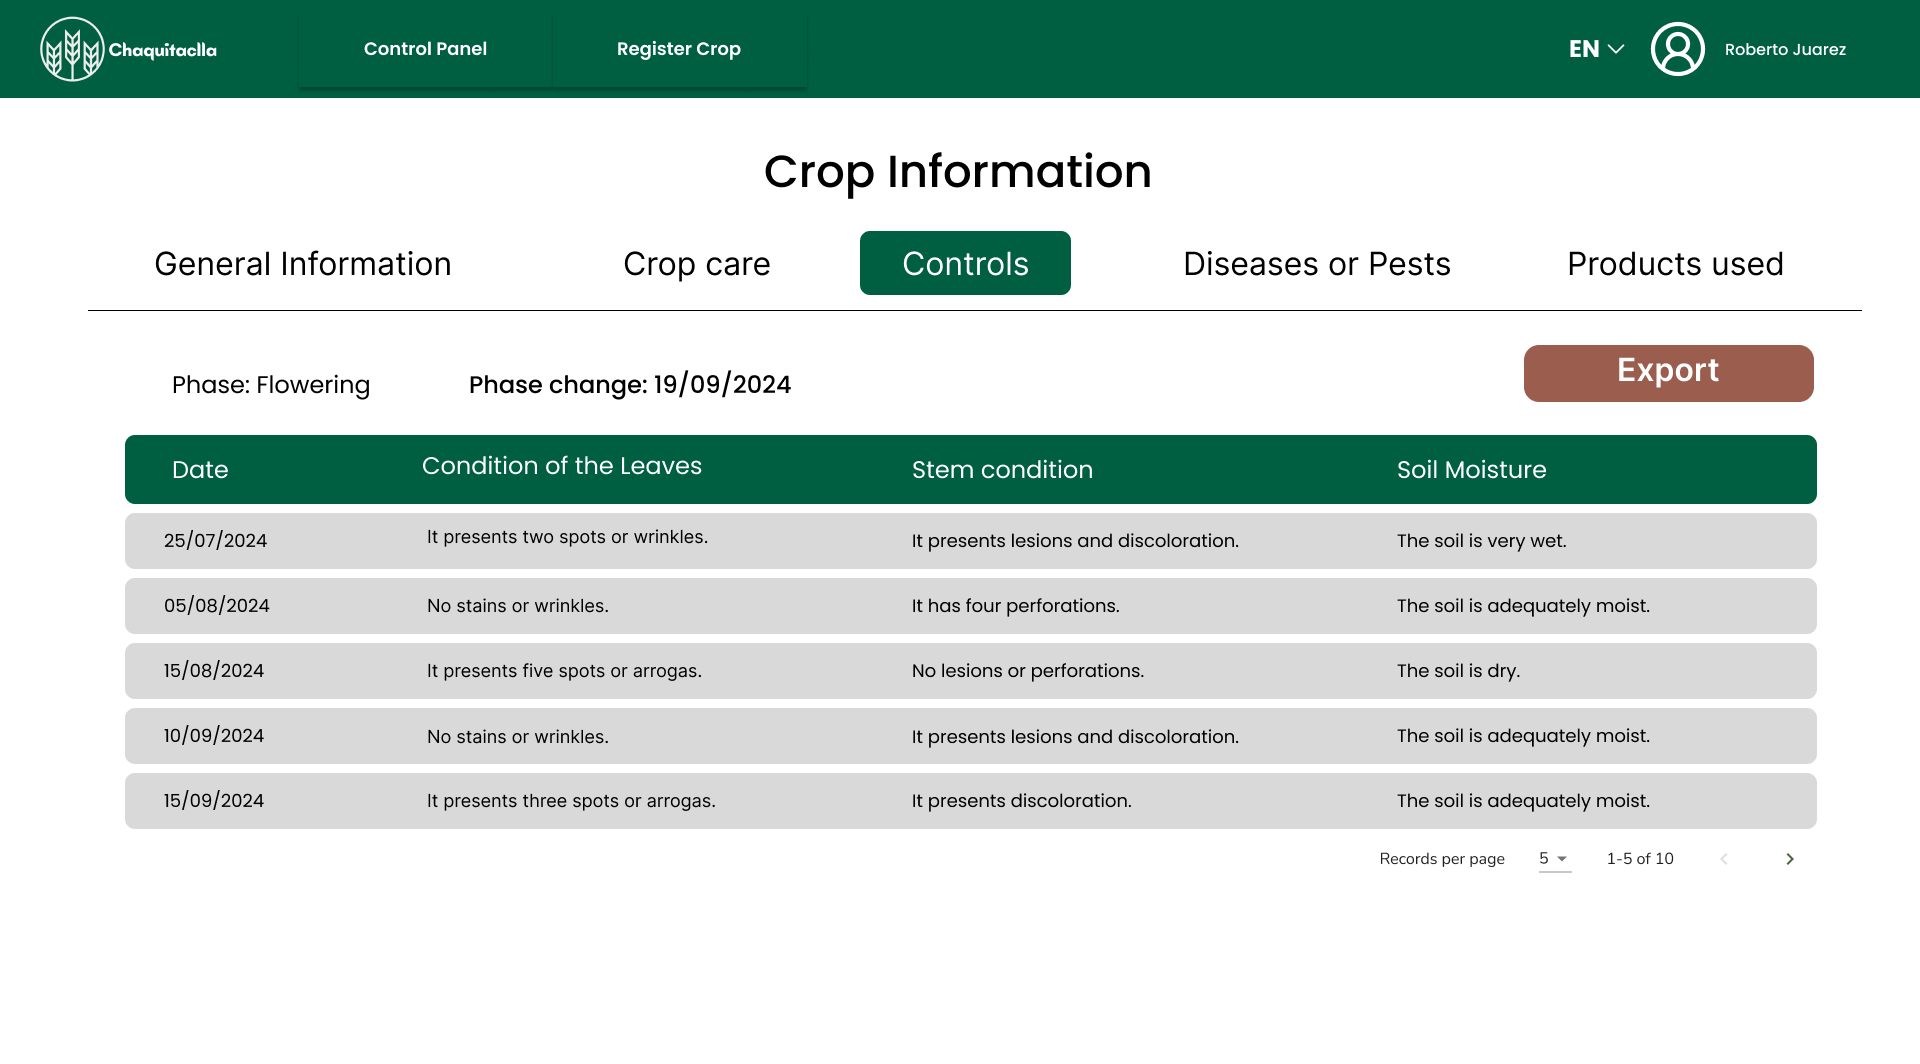 Chaquitaclla Control Panel Register Crop EN Roberto Juarez
Crop Information
General Information Crop care Controls Diseases or Pests Products used
Phase: Flowering Phase change: 19/09/2024 Export
Date Condition of the Leaves Stem condition Soil Moisture
25/07/2024 It presents two spots or wrinkles. It presents lesions and discoloration. The soil is very wet.
05/08/2024 No stains or wrinkles. It has four perforations. The soil is adequately moist.
15/08/2024 It presents five spots or arrogas. No lesions or perforations. The soil is dry.
10/09/2024 No stains or wrinkles. It presents lesions and discoloration. The soil is adequately moist.
15/09/2024 It presents three spots or arrogas. It presents discoloration. The soil is adequately moist.
Records per page 5 1-5 of 10